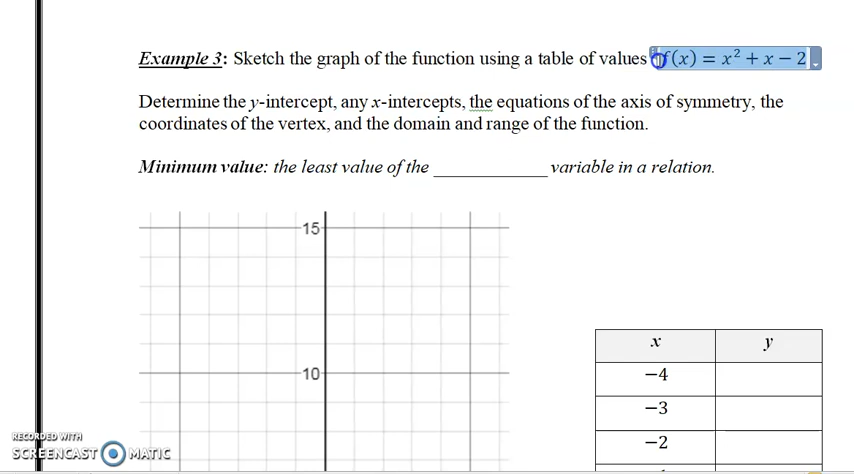 Example 3: Sketch the graph of the function using a table of values f(x) = x² + x − 2
Determine the y-intercept, any x-intercepts, the equations of the axis of symmetry, the
coordinates of the vertex, and the domain and range of the function.
Minimum value: the least value of the ____________ variable in a relation.
15
10
x y
−4
−3
−2
RECORDED WITH
SCREENCAST MATIC